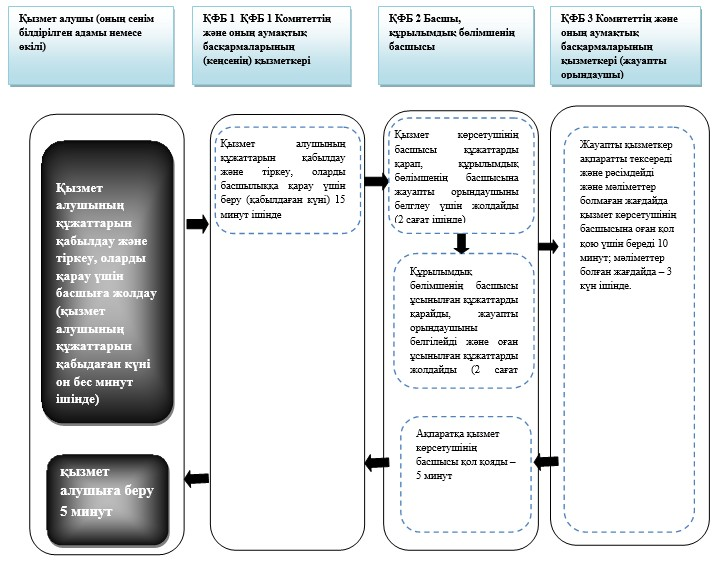 Қызмет алушы (оның сенім
білдірілген адамы немесе
өкілі)
ҚФБ 1 ҚФБ 1 Комитеттің
және оның аумақтық
басқармаларының
(кеңсенің) қызметкері
ҚФБ 2 Басшы,
құрылымдық бөлімшенің
басшысы
ҚФБ 3 Комитеттің және
оның аумақтық
басқармаларының
қызметкері (жауапты
орындаушы)
Қызмет
алушының
құжаттарын
қабылдау және
тіркеу, оларды
қарау үшін
басшыға жолдау
(қызмет
алушының
құжаттарын
қабыдаған күні
он бес минут
ішінде)
қызмет
алушыға беру
5 минут
Қызмет алушының
құжаттарын қабылдау
және тіркеу, оларды
басшылыққа қарау үшін
беру (қабылдаған күні) 15
минут ішінде
Қызмет көрсетушінің
басшысы құжаттарды
қарап, құрылымдық
бөлімшенің басшысына
жауапты орындаушыны
белглеу үшін жолдайды
(2 сағат ішінде)
Құрылымдық
бөлімшенің басшысы
ұсынылған құжаттарды
қарайды, жауапты
орындаушыны
белгілейді және оған
ұсынылған құжаттарды
жолдайды (2 сағат
Ақпаратқа қызмет
көрсетушінің
басшысы қол қояды –
5 минут
Жауапты қызметкер
ақпаратты тексереді
және рәсімдейді
және мәліметтер
болмаған жағдайда
қызмет көрсетушінің
басшысына оған қол
қою үшін береді 10
минут; мәліметтер
болған жағдайда – 3
күн ішінде.